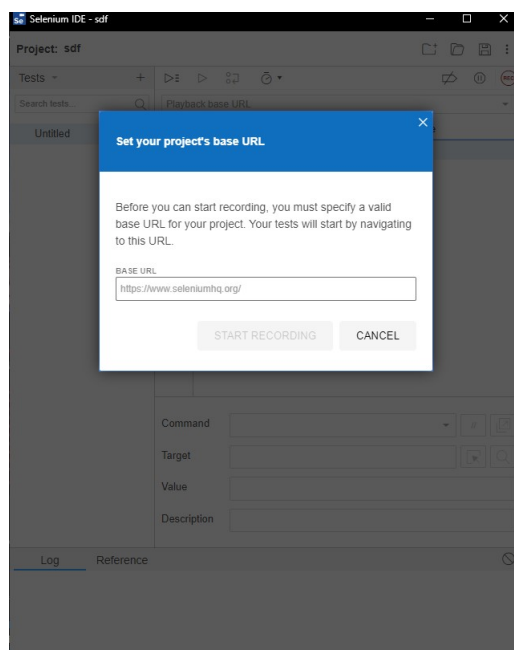 Selenium IDE - sdf
Project: sdf
Tests
Search tests...
Playback base URL
REC
Untitled
Set your project's base URL
Before you can start recording, you must specify a valid
base URL for your project. Your tests will start by navigating
to this URL.
BASE URL
https://www.seleniumhq.org/
START RECORDING
CANCEL
Command
Target
Value
Description
Log
Reference